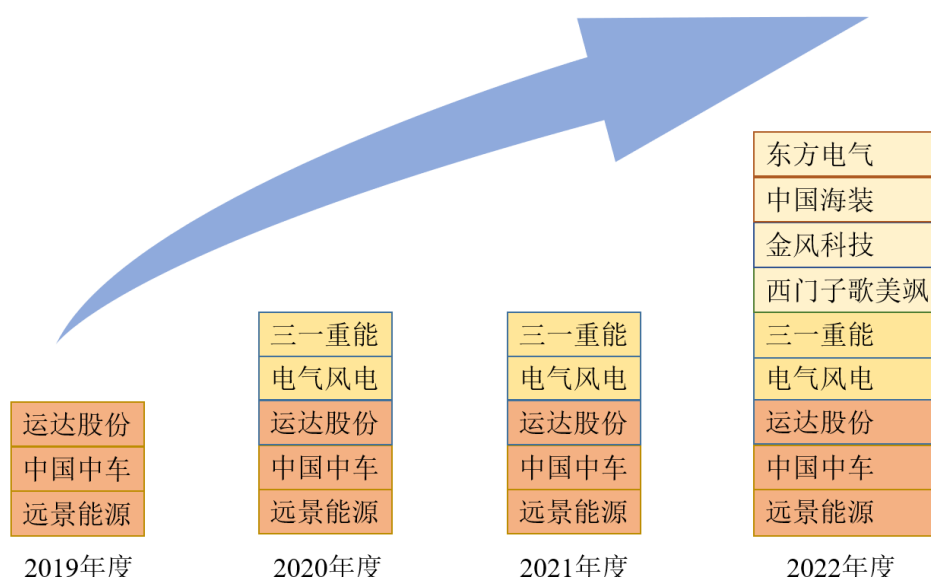 东方电气
中国海装
金风科技
西门子歌美飒
三一重能
电气风电
运达股份
中国中车
远景能源
2022年度
三一重能
电气风电
运达股份
中国中车
远景能源
2021年度
三一重能
电气风电
运达股份
中国中车
远景能源
2020年度
运达股份
中国中车
远景能源
2019年度